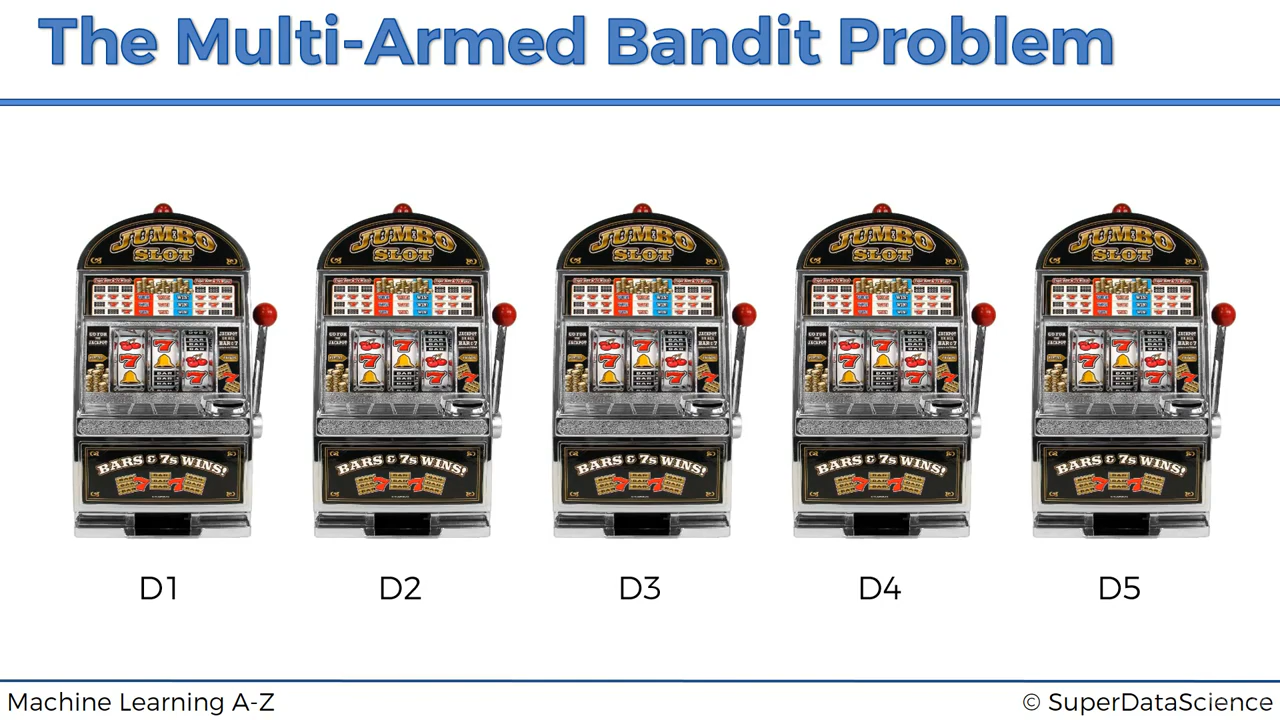 The Multi-Armed Bandit Problem
JUMBO JUMBO JUMBO JUMBO JUMBO
SLOT SLOT SLOT SLOT SLOT
BARS & 7s WINS! BARS & 7s WINS! BARS & 7s WINS! BARS & 7s WINS! BARS & 7s WINS!
D1 D2 D3 D4 D5
Machine Learning A-Z © SuperDataScience